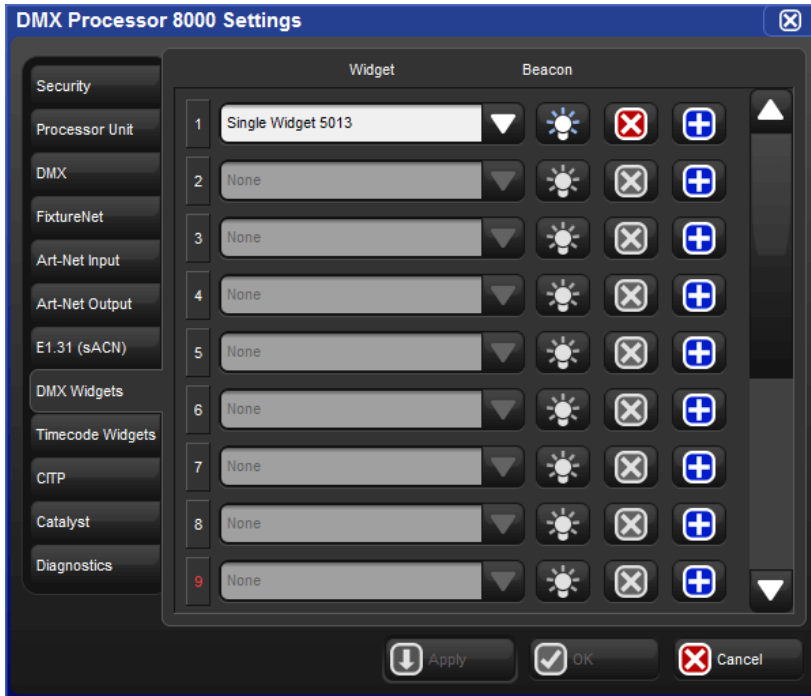 DMX Processor 8000 Settings
Widget Beacon
Security
Processor Unit
DMX
FixtureNet
Art-Net Input
Art-Net Output
E1.31 (sACN)
DMX Widgets
Timecode Widgets
CITP
Catalyst
Diagnostics
1 Single Widget 5013
2 None
3 None
4 None
5 None
6 None
7 None
8 None
9 None
Apply OK Cancel